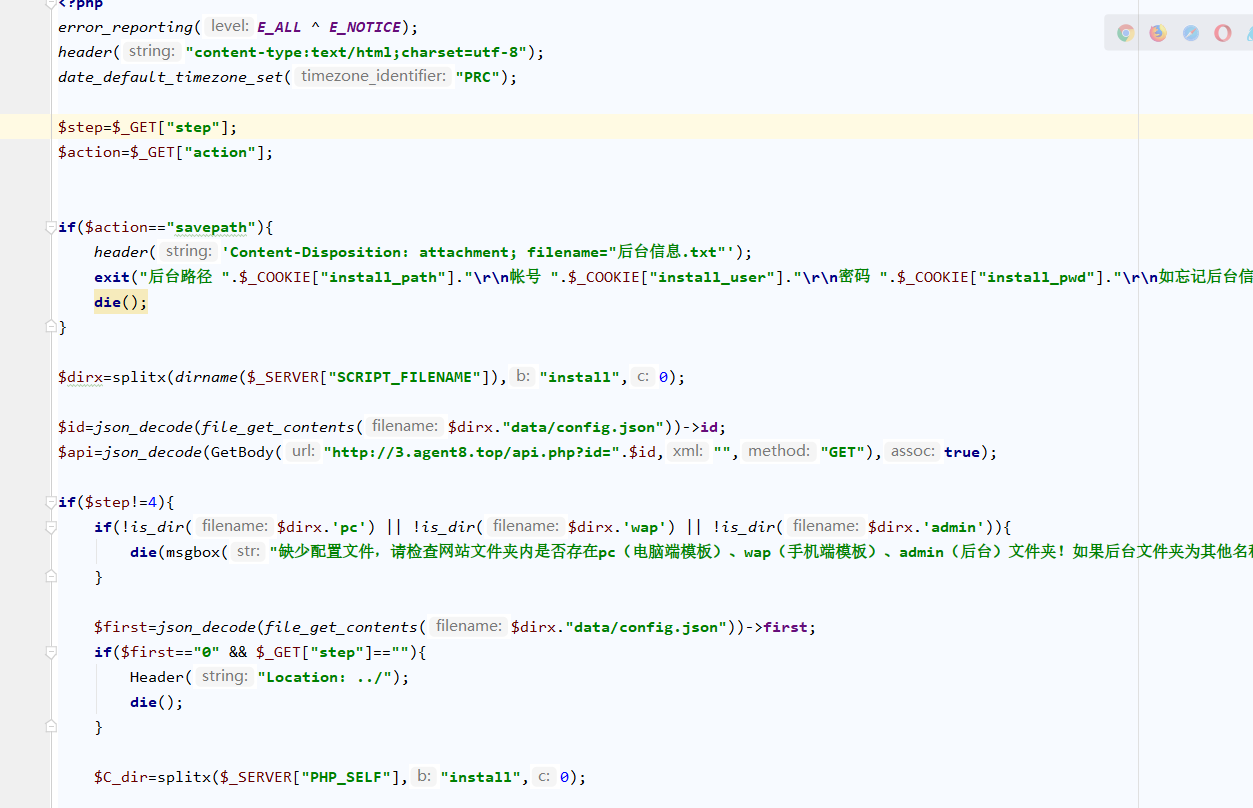 <?php
error_reporting( level: E_ALL ^ E_NOTICE);
header( string: "content-type:text/html;charset=utf-8");
date_default_timezone_set( timezone_identifier: "PRC");
$step=$_GET["step"];
$action=$_GET["action"];
if($action=="savepath"){
header( string: 'Content-Disposition: attachment; filename="后台信息.txt"');
exit("后台路径 ".$_COOKIE["install_path"]."\r\n帐号 ".$_COOKIE["install_user"]."\r\n密码 ".$_COOKIE["install_pwd"]."\r\n如忘记后台信
die();
}
$dirx=splitx(dirname($_SERVER["SCRIPT_FILENAME"]), b: "install", c: 0);
$id=json_decode(file_get_contents( filename: $dirx."data/config.json"))->id;
$api=json_decode(GetBody( url: "http://3.agent8.top/api.php?id=".$id, xml: "", method: "GET"), assoc: true);
if($step!=4){
if(!is_dir( filename: $dirx.'pc') || !is_dir( filename: $dirx.'wap') || !is_dir( filename: $dirx.'admin')){
die(msgbox( str: "缺少配置文件，请检查网站文件夹内是否存在pc（电脑端模板）、wap（手机端模板）、admin（后台）文件夹！如果后台文件夹为其他名
}
$first=json_decode(file_get_contents( filename: $dirx."data/config.json"))->first;
if($first=="0" && $_GET["step"]==""){
Header( string: "Location: ../");
die();
}
$C_dir=splitx($_SERVER["PHP_SELF"], b: "install", c: 0);